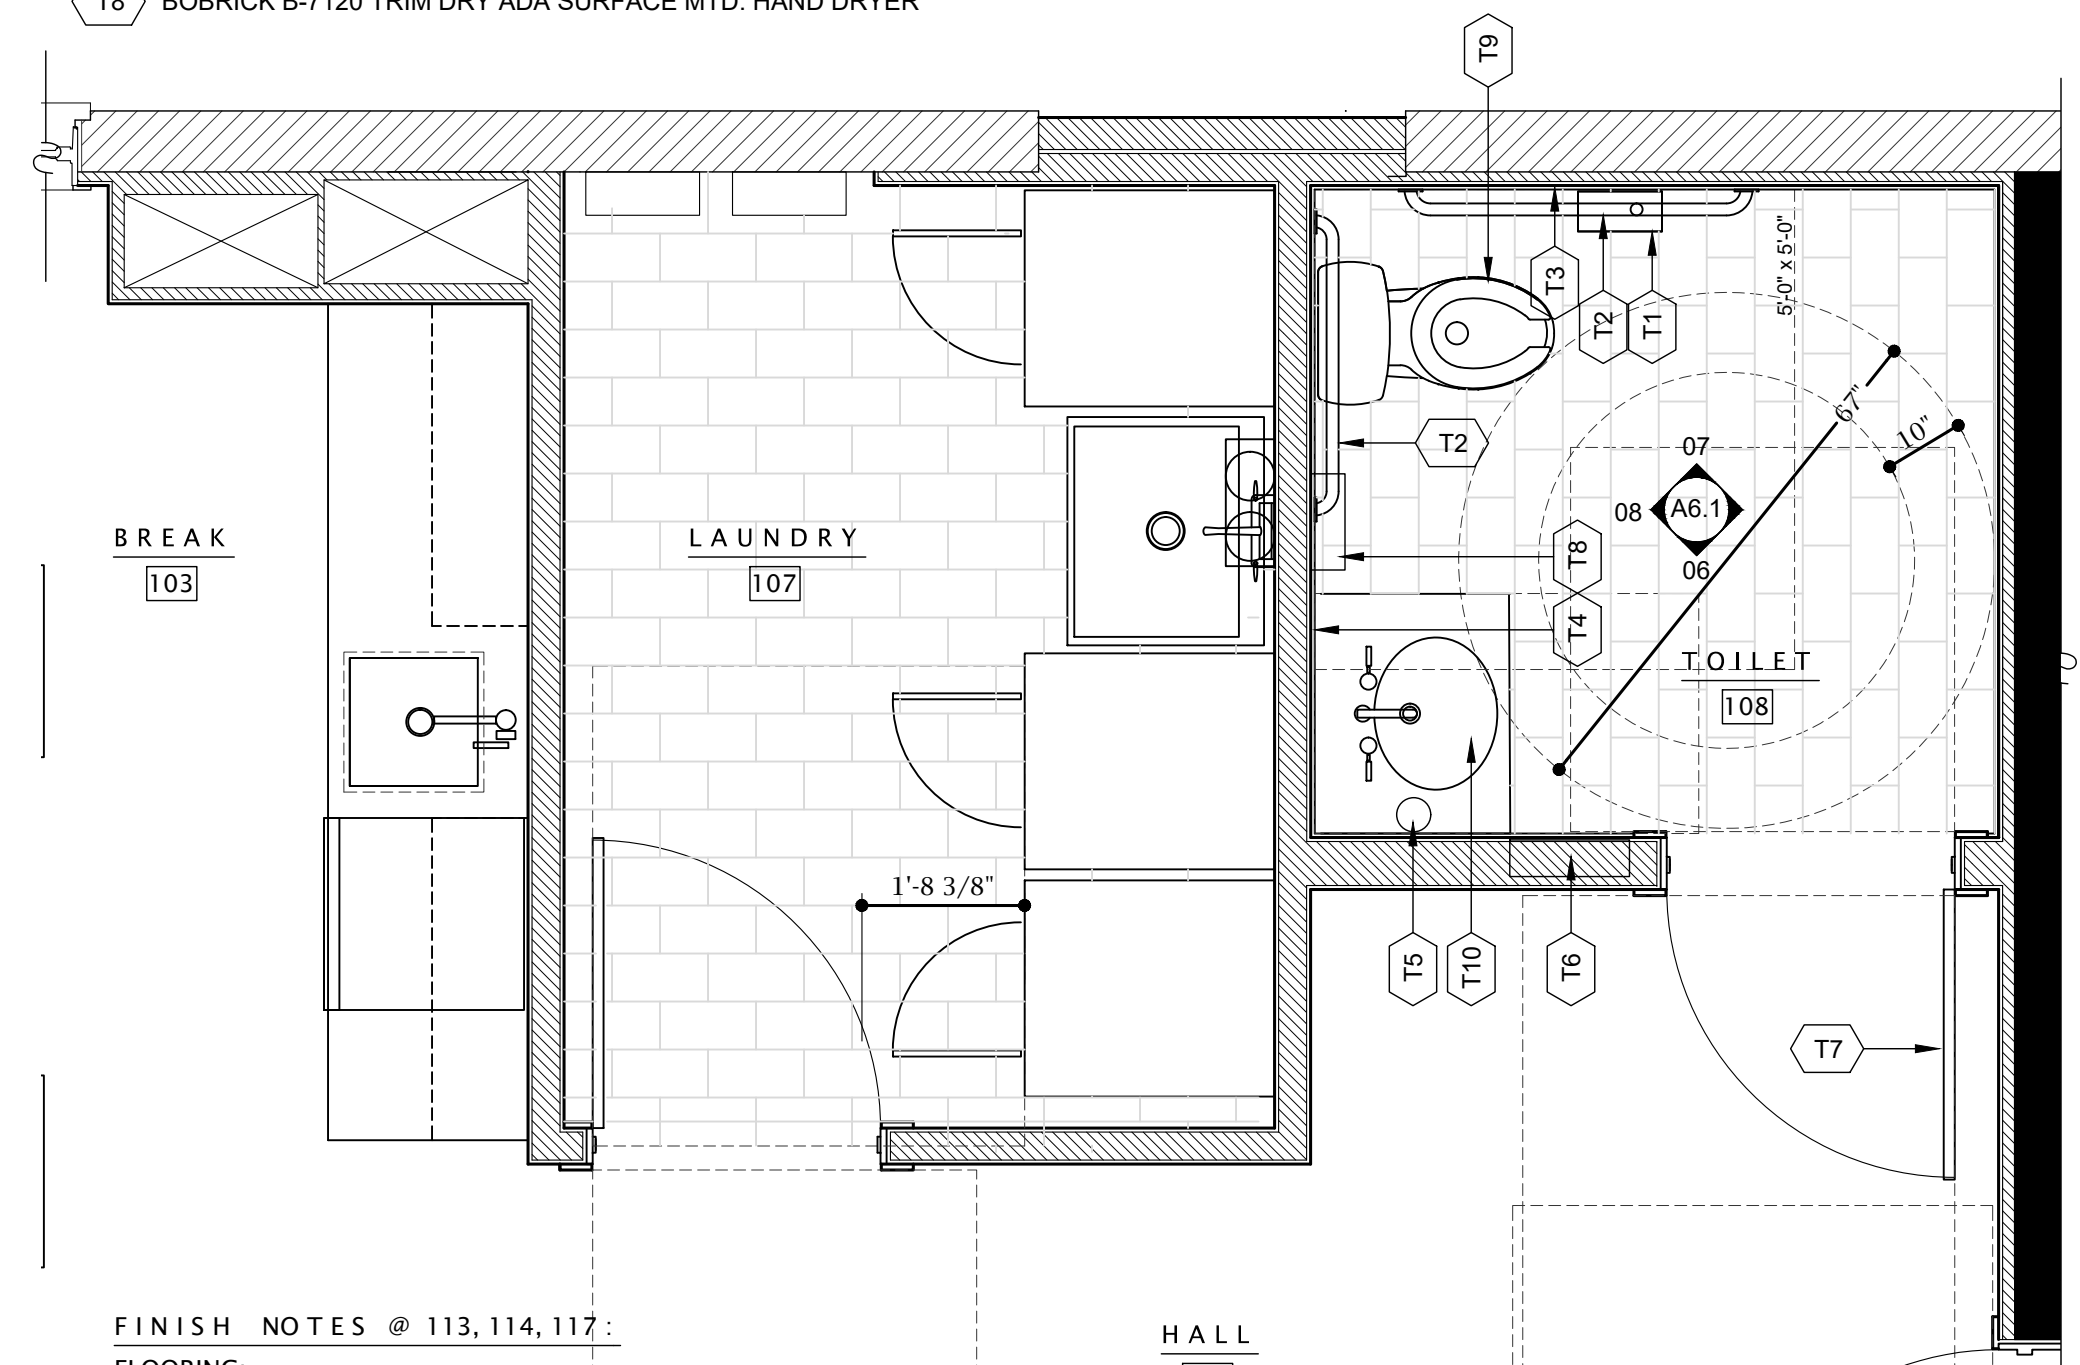 T8 BOBRICK B-7120 TRIM DRY ADA SURFACE MTD. HAND DRYER
T9
5'-0" x 5'-0"
T3
T2
T1
67"
10"
T2
07
08
A6.1
06
BREAK
103
LAUNDRY
107
T8
T4
TOILET
108
1'-8 3/8"
T5
T10
T6
T7
FINISH NOTES @ 113, 114, 117 :
HALL
FLOORING: